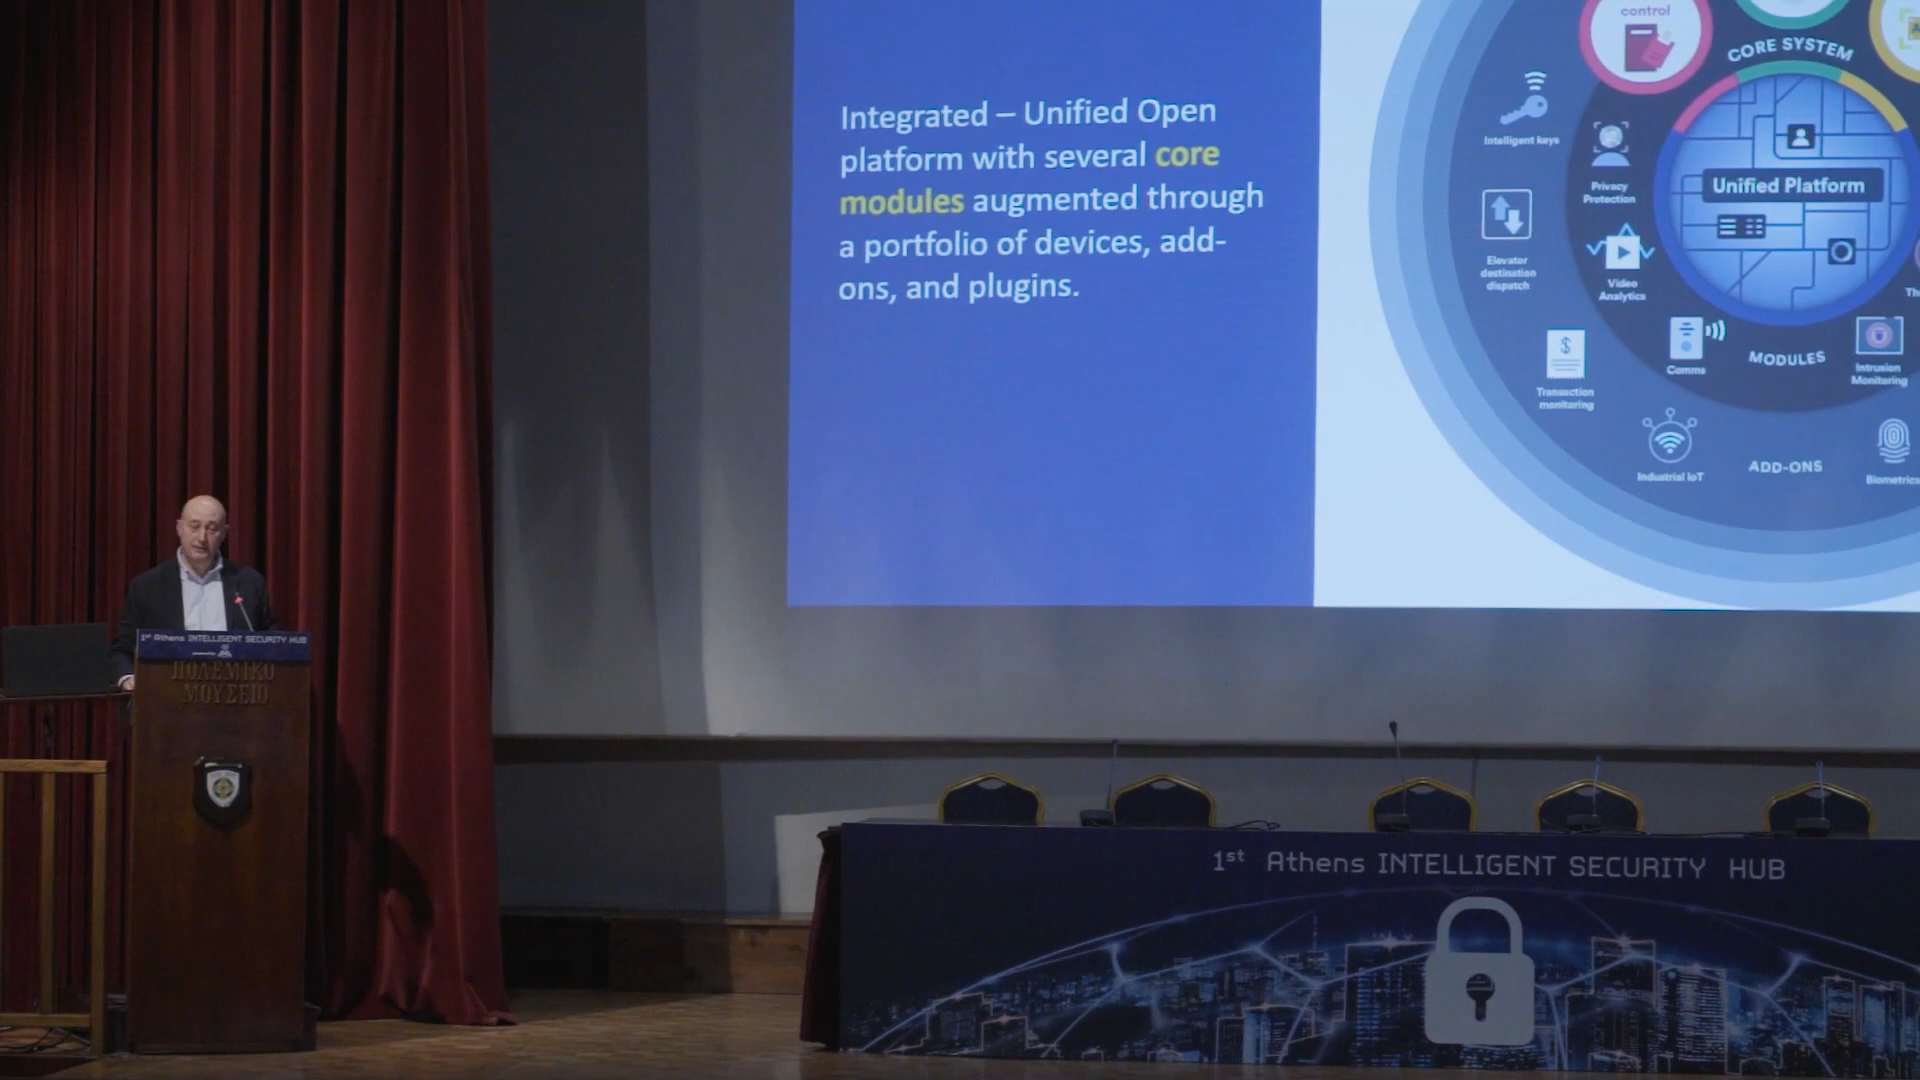 Integrated – Unified Open
platform with several core
modules augmented through
a portfolio of devices, add-
ons, and plugins.
control
CORE SYSTEM
Intelligent keys
Privacy
Protection
Unified Platform
Elevator
destination
dispatch
Video
Analytics
Transaction
monitoring
Comms
MODULES
Intrusion
Monitoring
Industrial IoT
ADD-ONS
Biometrics
1st Athens INTELLIGENT SECURITY HUB
ΠΟΛΕΜΙΚΟ
ΜΟΥΣΕΙΟ
1st Athens INTELLIGENT SECURITY HUB